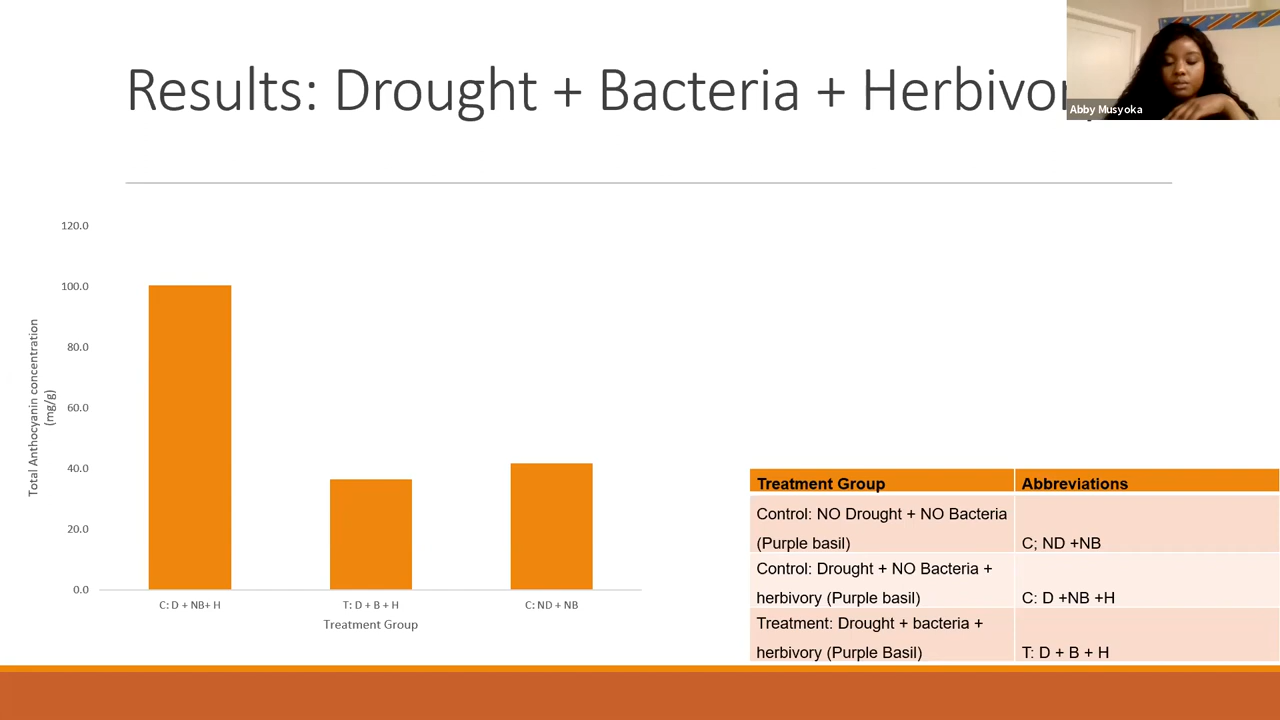 Results: Drought + Bacteria + Herbivory
Abby Musyoka
120.0
100.0
80.0
60.0
40.0
20.0
0.0
Total Anthocyanin concentration
(mg/g)
C: D + NB+ H
T: D + B + H
C: ND + NB
Treatment Group
Treatment Group
Abbreviations
Control: NO Drought + NO Bacteria
(Purple basil)
C; ND +NB
Control: Drought + NO Bacteria +
herbivory (Purple basil)
C: D +NB +H
Treatment: Drought + bacteria +
herbivory (Purple Basil)
T: D + B + H